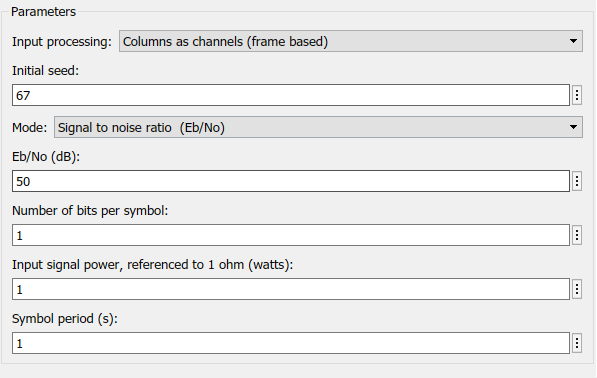 Parameters
Input processing: Columns as channels (frame based)
Initial seed:
67
Mode: Signal to noise ratio  (Eb/No)
Eb/No (dB):
50
Number of bits per symbol:
1
Input signal power, referenced to 1 ohm (watts):
1
Symbol period (s):
1